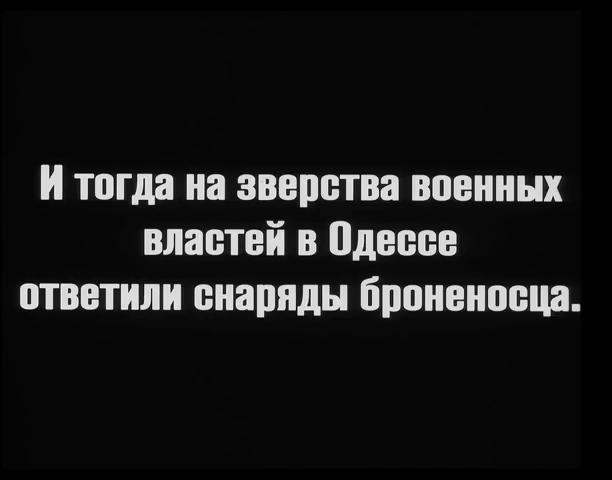 И тогда на зверства военных
властей в Одессе
ответили снаряды броненосца.